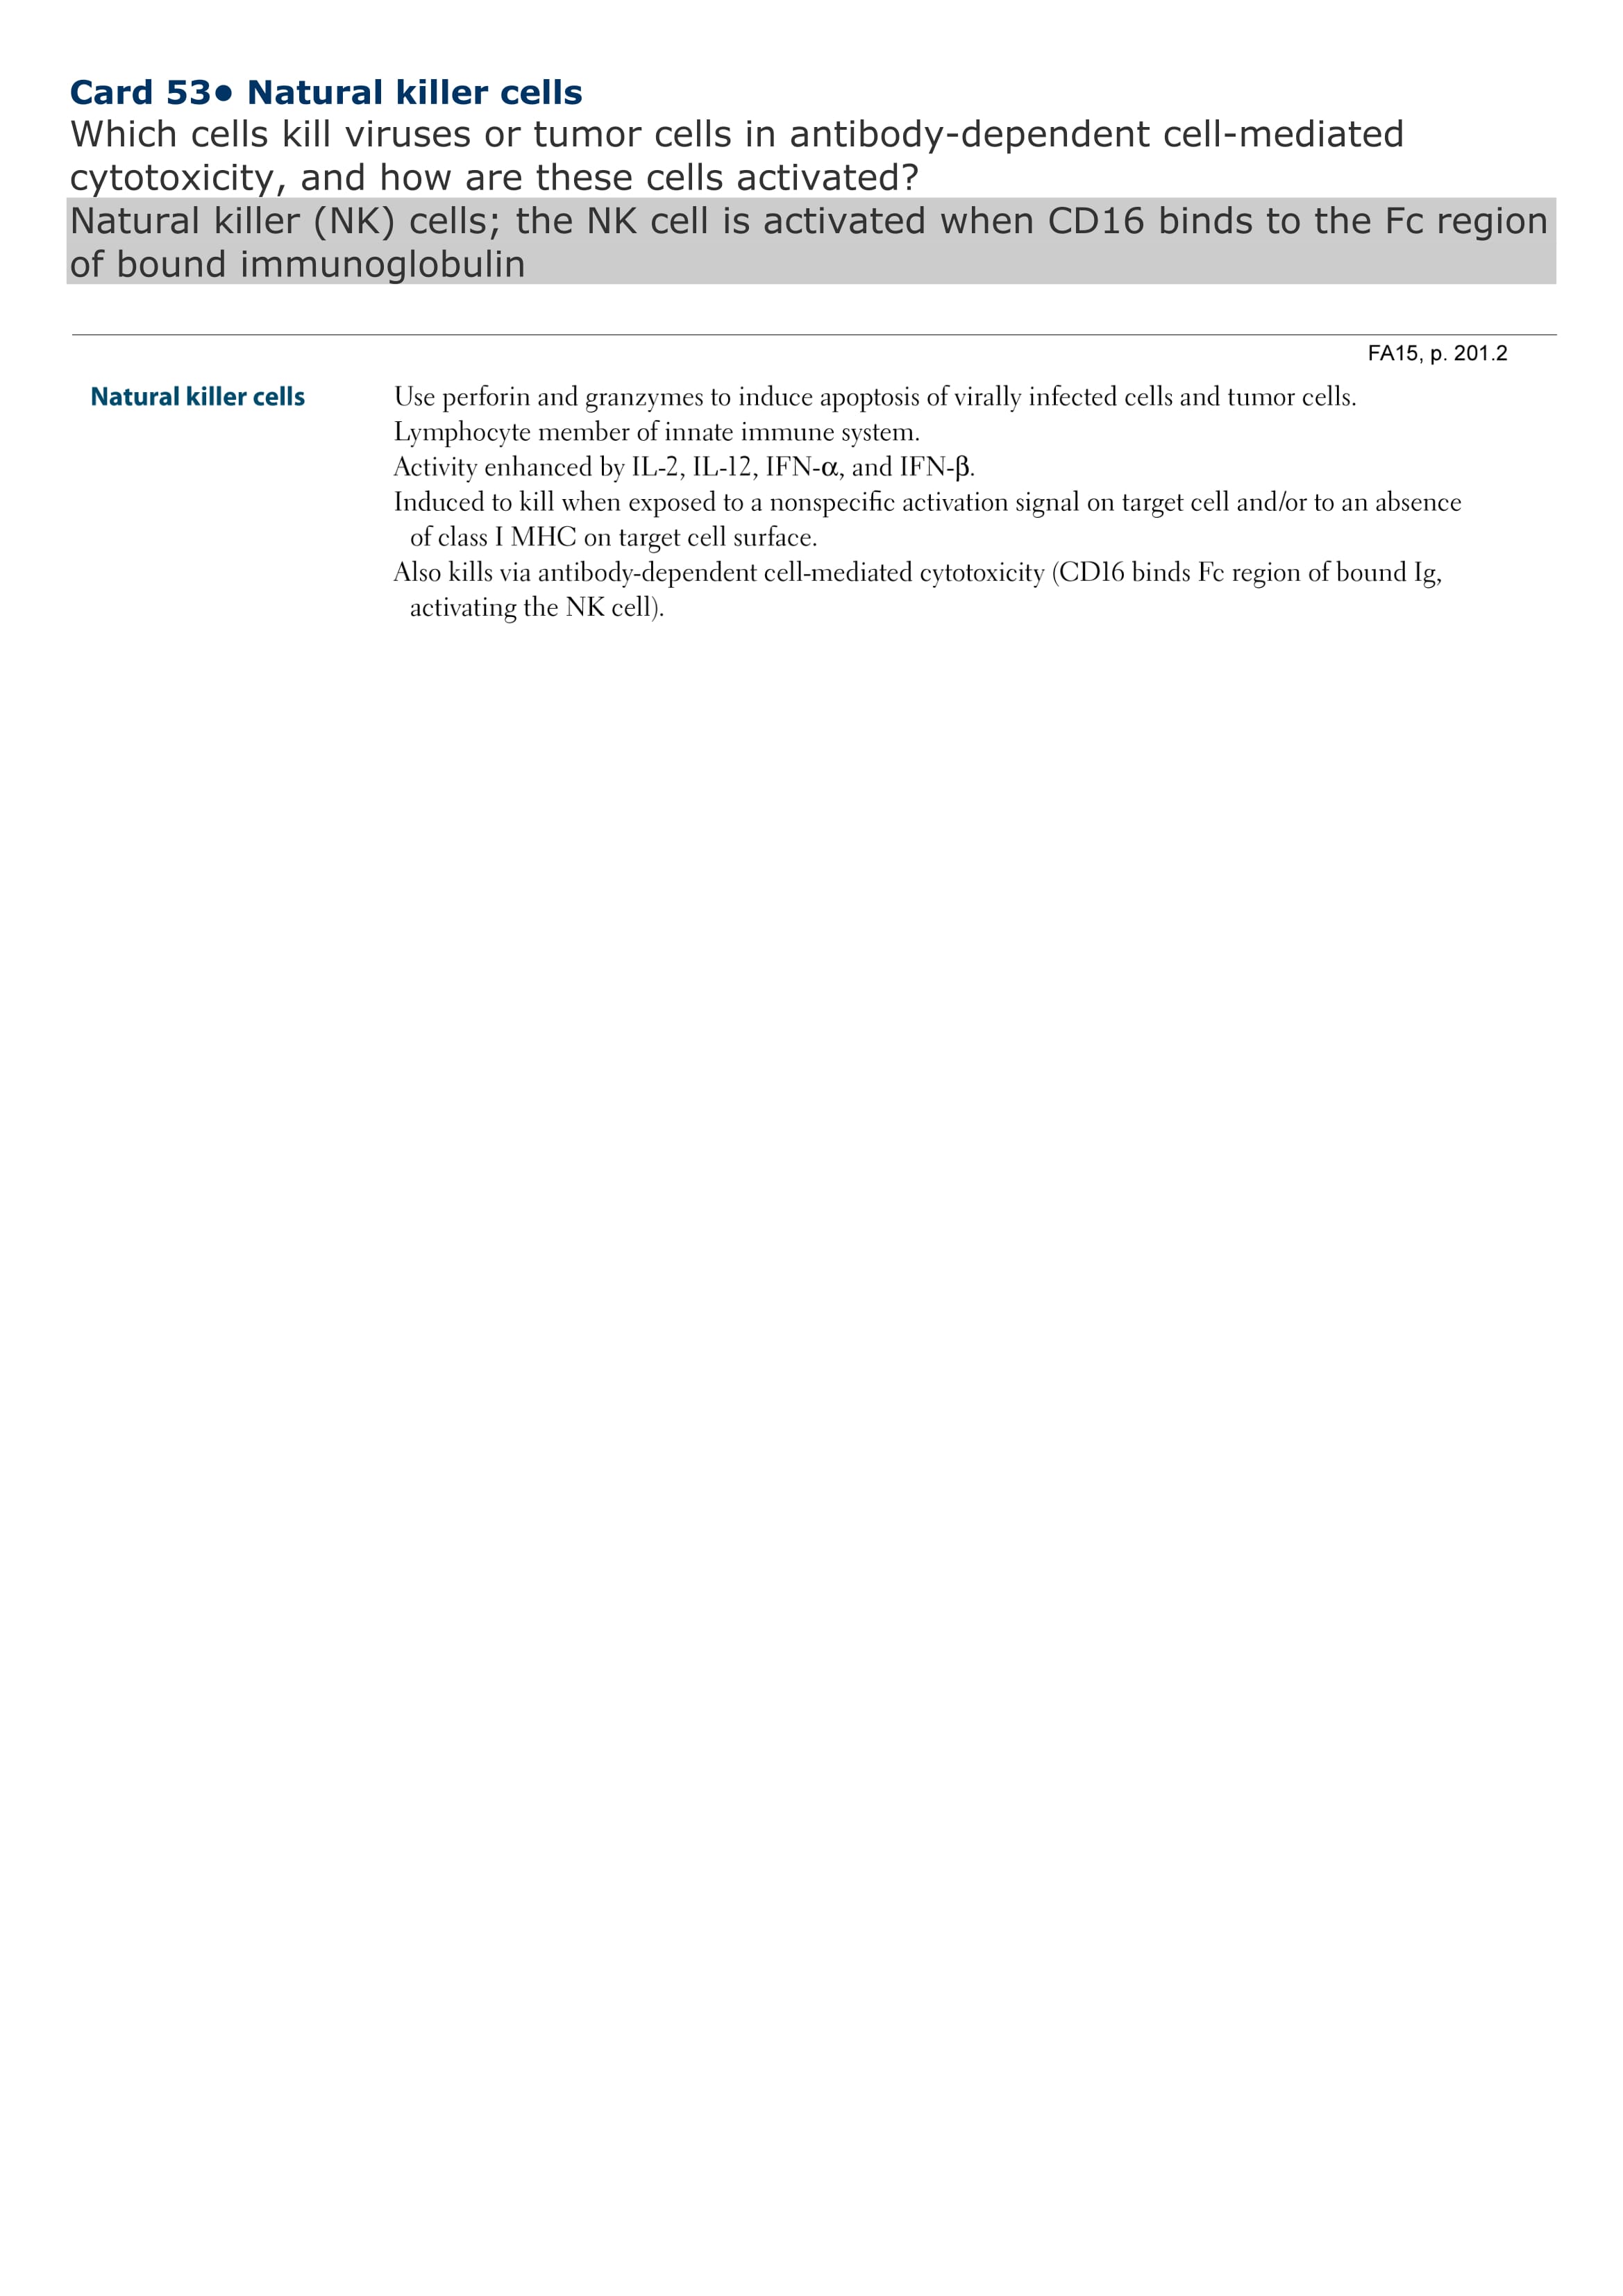 Card 53● Natural killer cells
Which cells kill viruses or tumor cells in antibody-dependent cell-mediated
cytotoxicity, and how are these cells activated?
Natural killer (NK) cells; the NK cell is activated when CD16 binds to the Fc region
of bound immunoglobulin
FA15, p. 201.2
Natural killer cells
Use perforin and granzymes to induce apoptosis of virally infected cells and tumor cells.
Lymphocyte member of innate immune system.
Activity enhanced by IL-2, IL-12, IFN-α, and IFN-β.
Induced to kill when exposed to a nonspecific activation signal on target cell and/or to an absence
of class I MHC on target cell surface.
Also kills via antibody-dependent cell-mediated cytotoxicity (CD16 binds Fc region of bound Ig,
activating the NK cell).